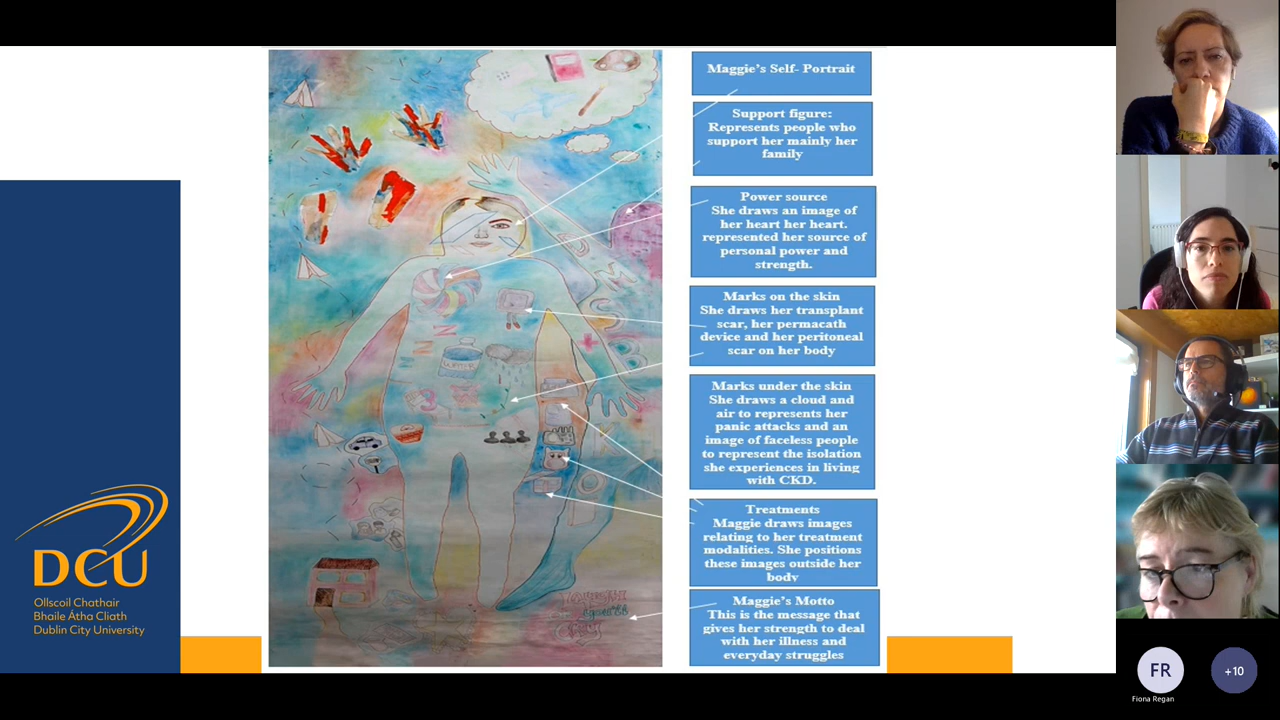 Maggie's Self- Portrait
Support figure:
Represents people who
support her mainly her
family
Power source
She draws an image of
her heart her heart.
represented her source of
personal power and
strength.
Marks on the skin
She draws her transplant
scar, her permacath
device and her peritoneal
scar on her body
Marks under the skin
She draws a cloud and
air to represents her
panic attacks and an
image of faceless people
to represent the isolation
she experiences in living
with CKD.
Treatments
Maggie draws images
relating to her treatment
modalities. She positions
these images outside her
body
Maggie's Motto
This is the message that
gives her strength to deal
with her illness and
everyday struggles
DCU
Ollscoil Chathair
Bhaile Átha Cliath
Dublin City University
FR
+10
Fiona Regan